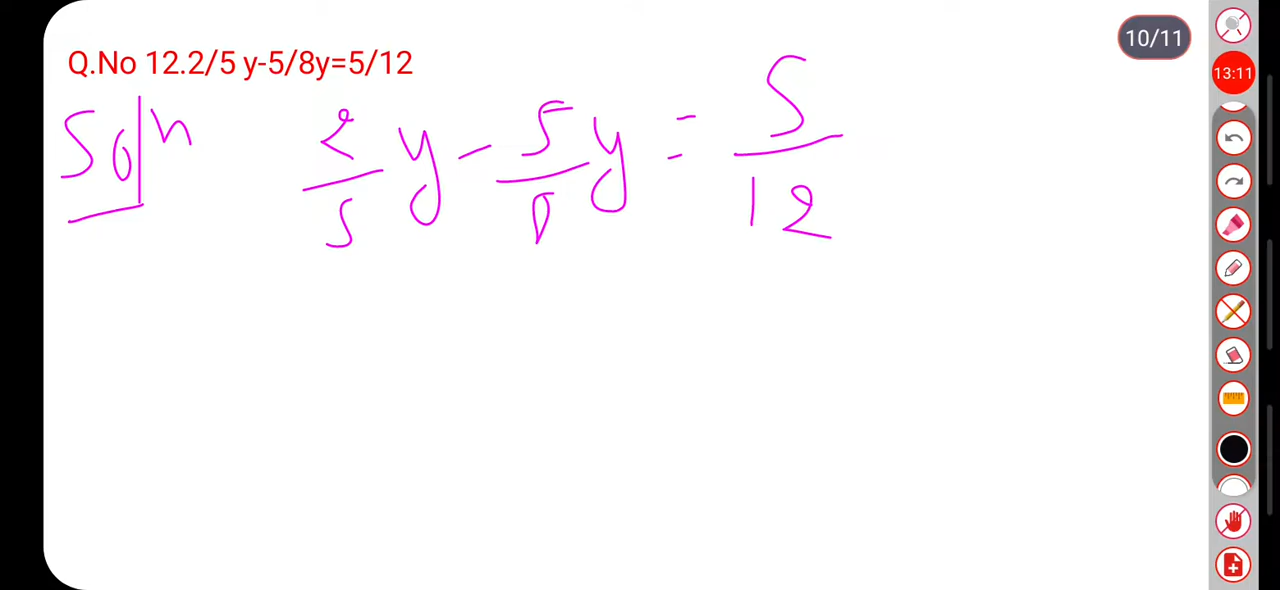 10/11
Q.No 12.2/5 y-5/8y=5/12
13:11
Soln 2/5 y - 5/8 y = 5/12